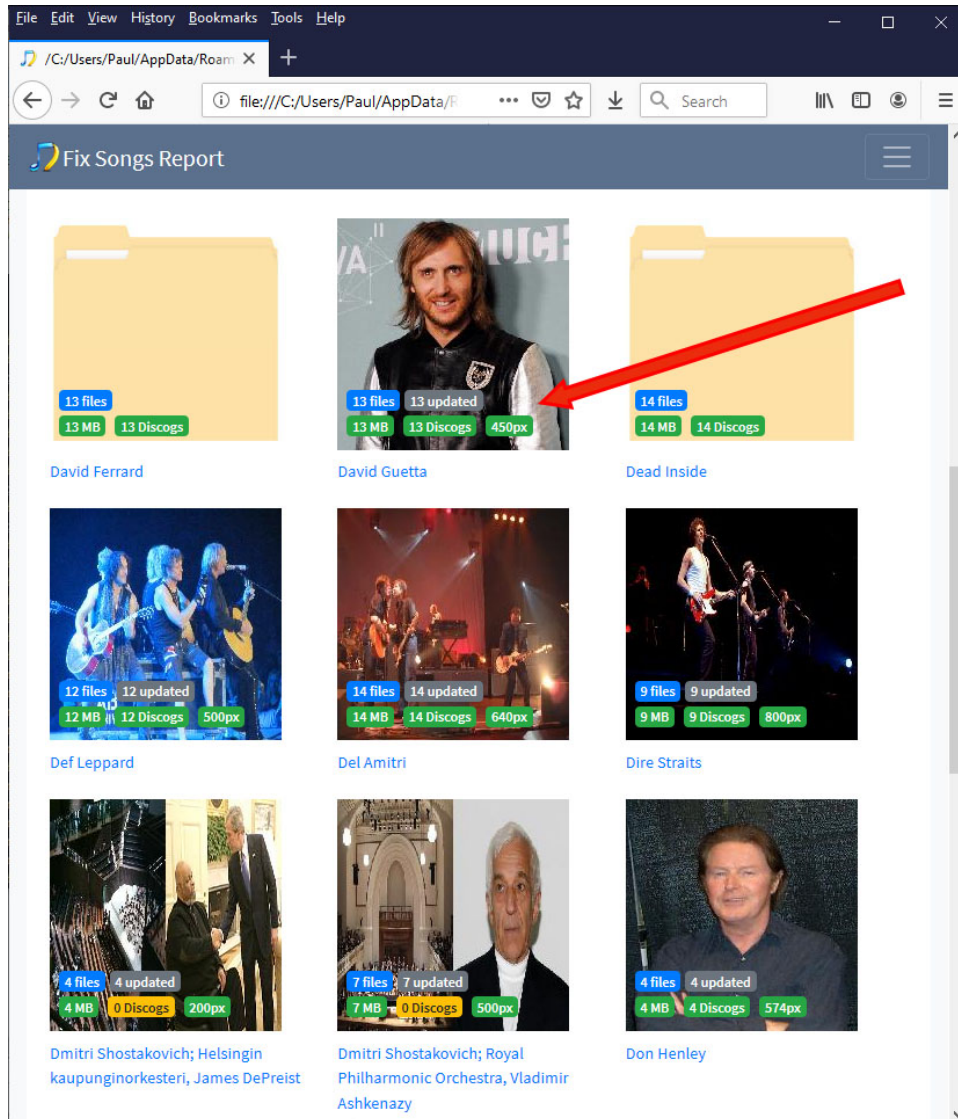 File Edit View History Bookmarks Tools Help
/C:/Users/Paul/AppData/Roam
file:///C:/Users/Paul/AppData/R
Search
Fix Songs Report
VA" MUCH
13 files
13 MB 13 Discogs
David Ferrard
13 files 13 updated
13 MB 13 Discogs 450px
David Guetta
14 files
14 MB 14 Discogs
Dead Inside
12 files 12 updated
12 MB 12 Discogs 500px
Def Leppard
14 files 14 updated
14 MB 14 Discogs 640px
Del Amitri
9 files 9 updated
9 MB 9 Discogs 800px
Dire Straits
4 files 4 updated
4 MB 0 Discogs 200px
Dmitri Shostakovich; Helsingin
kaupunginorkesteri, James DePreist
7 files 7 updated
7 MB 0 Discogs 500px
Dmitri Shostakovich; Royal
Philharmonic Orchestra, Vladimir
Ashkenazy
4 files 4 updated
4 MB 4 Discogs 574px
Don Henley